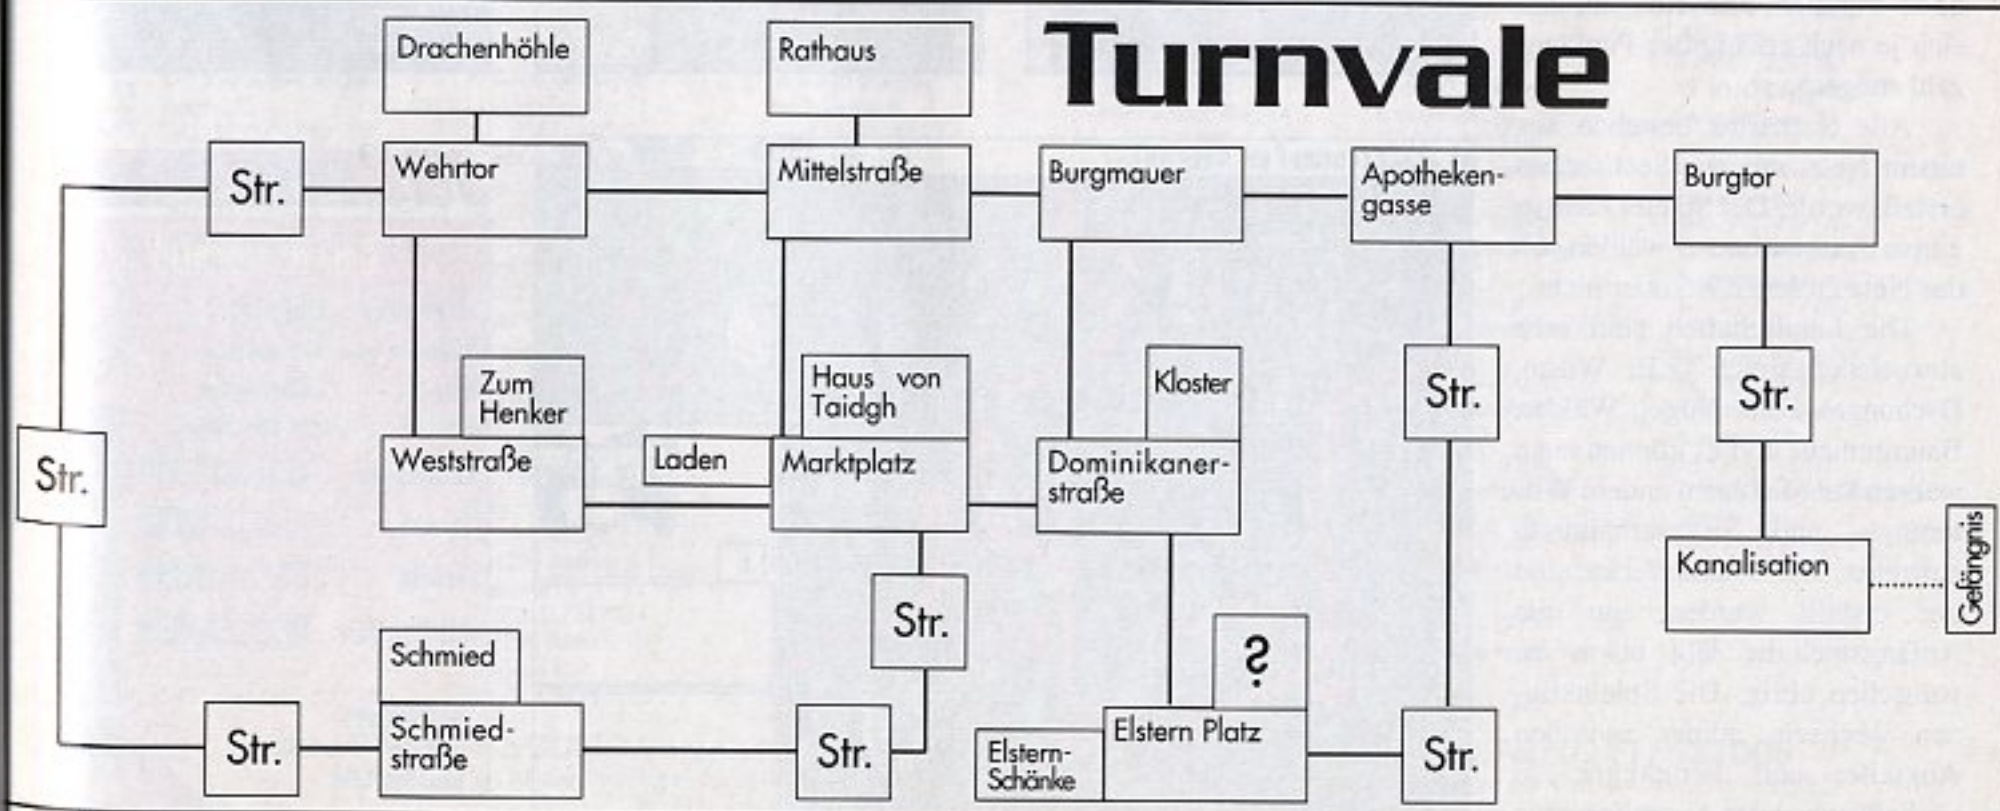 Turnvale
Drachenhöhle
Rathaus
Str.
Wehrtor
Mittelstraße
Burgmauer
Apotheken-
gasse
Burgtor
Zum
Henker
Haus von
Taidgh
Kloster
Str.
Str.
Str.
Weststraße
Laden
Marktplatz
Dominikaner-
straße
Kanalisation
Gefängnis
Str.
Schmied
?
Str.
Schmied-
straße
Str.
Elstern-
Schänke
Elstern Platz
Str.